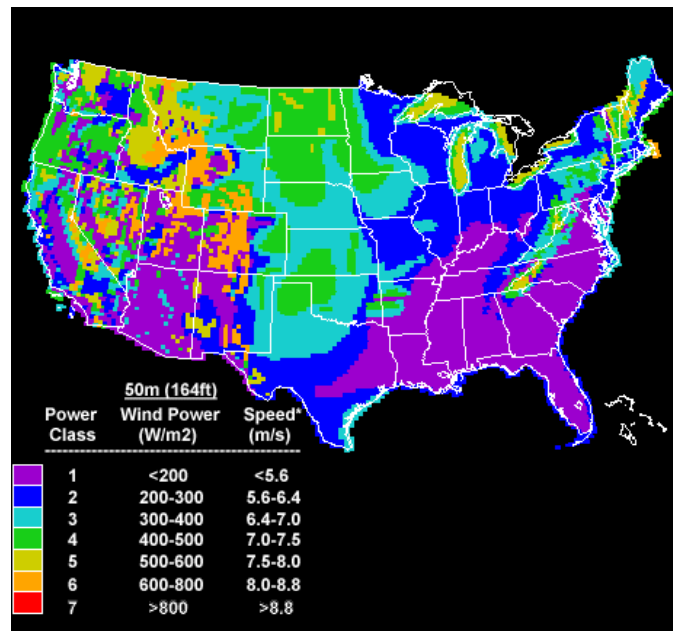 50m (164ft)
Power Wind Power Speed*
Class (W/m2) (m/s)
1 <200 <5.6
2 200-300 5.6-6.4
3 300-400 6.4-7.0
4 400-500 7.0-7.5
5 500-600 7.5-8.0
6 600-800 8.0-8.8
7 >800 >8.8